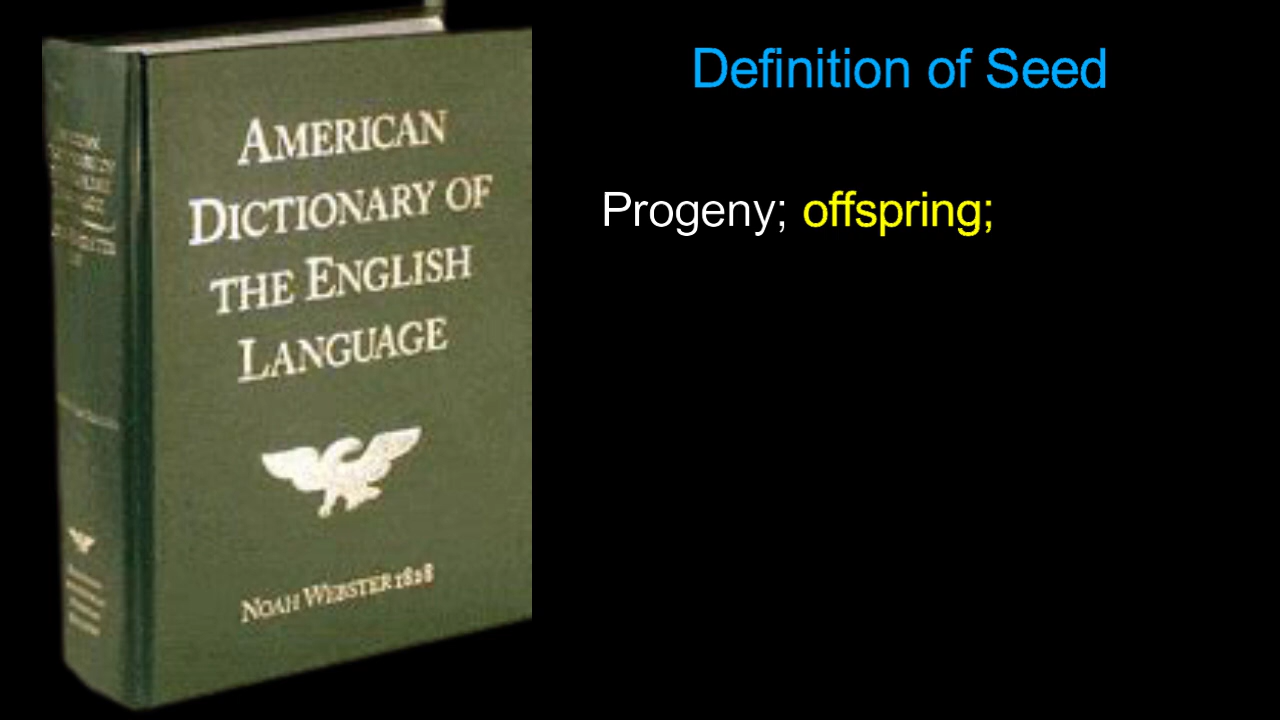 AMERICAN
DICTIONARY OF
THE ENGLISH
LANGUAGE
NOAH WEBSTER 1828
Definition of Seed
Progeny; offspring;